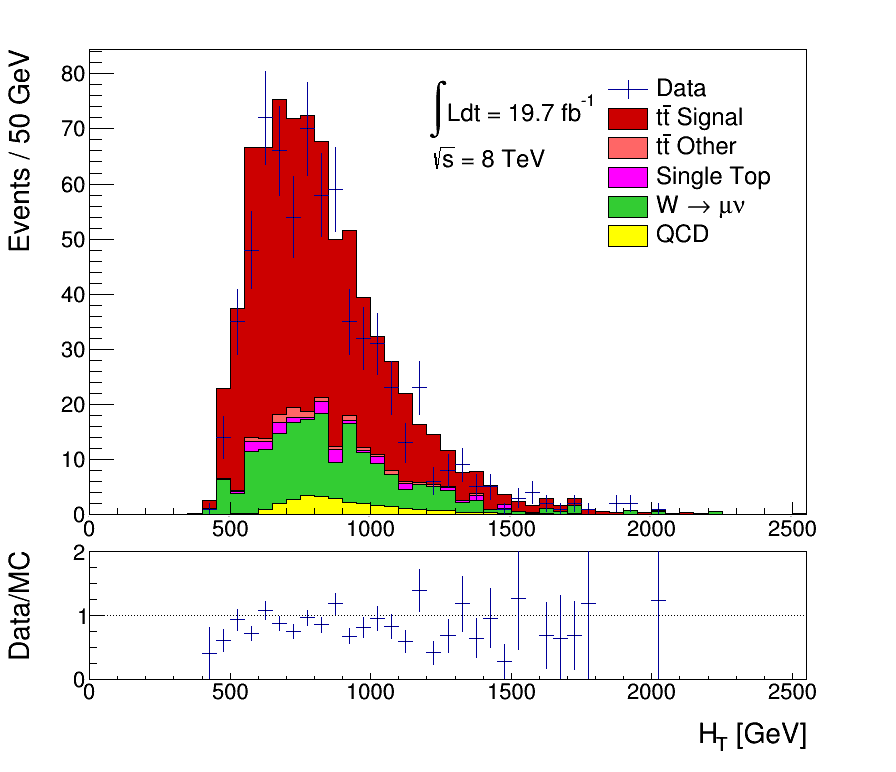 Events / 50 GeV
80
70
60
50
40
30
20
10
0
∫Ldt = 19.7 fb⁻¹
√s = 8 TeV
Data
tt̄ Signal
tt̄ Other
Single Top
W → μν
QCD
0 500 1000 1500 2000 2500
Data/MC
2
1
0
0 500 1000 1500 2000 2500
H_T [GeV]